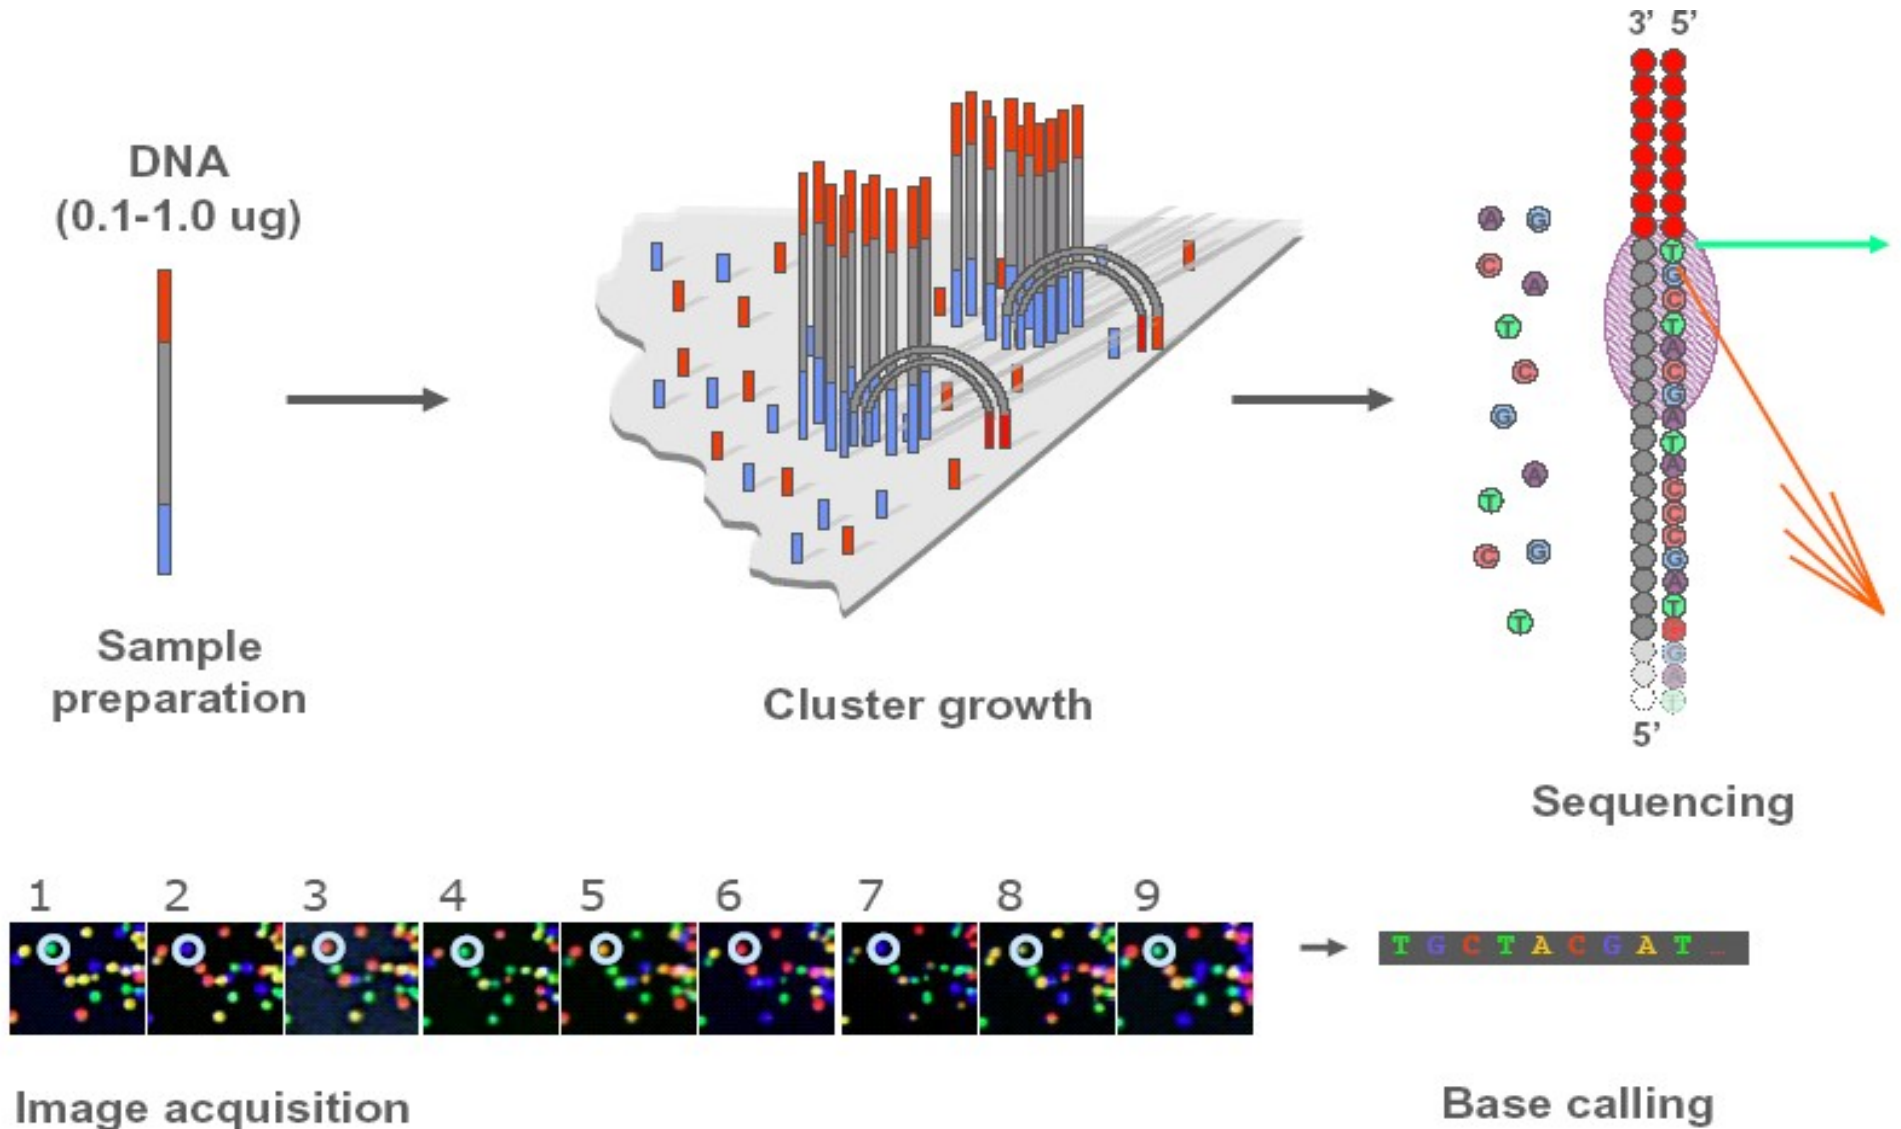 3’ 5’
DNA
(0.1-1.0 ug)
A G
C
A
T
C
G
A
T
C G
T
T
G
C
T
A
C
G
A
T
A
C
C
C
G
A
T
G
A
T
5’
Sample
preparation
Cluster growth
Sequencing
1 2 3 4 5 6 7 8 9
T G C T A C G A T ...
Image acquisition
Base calling